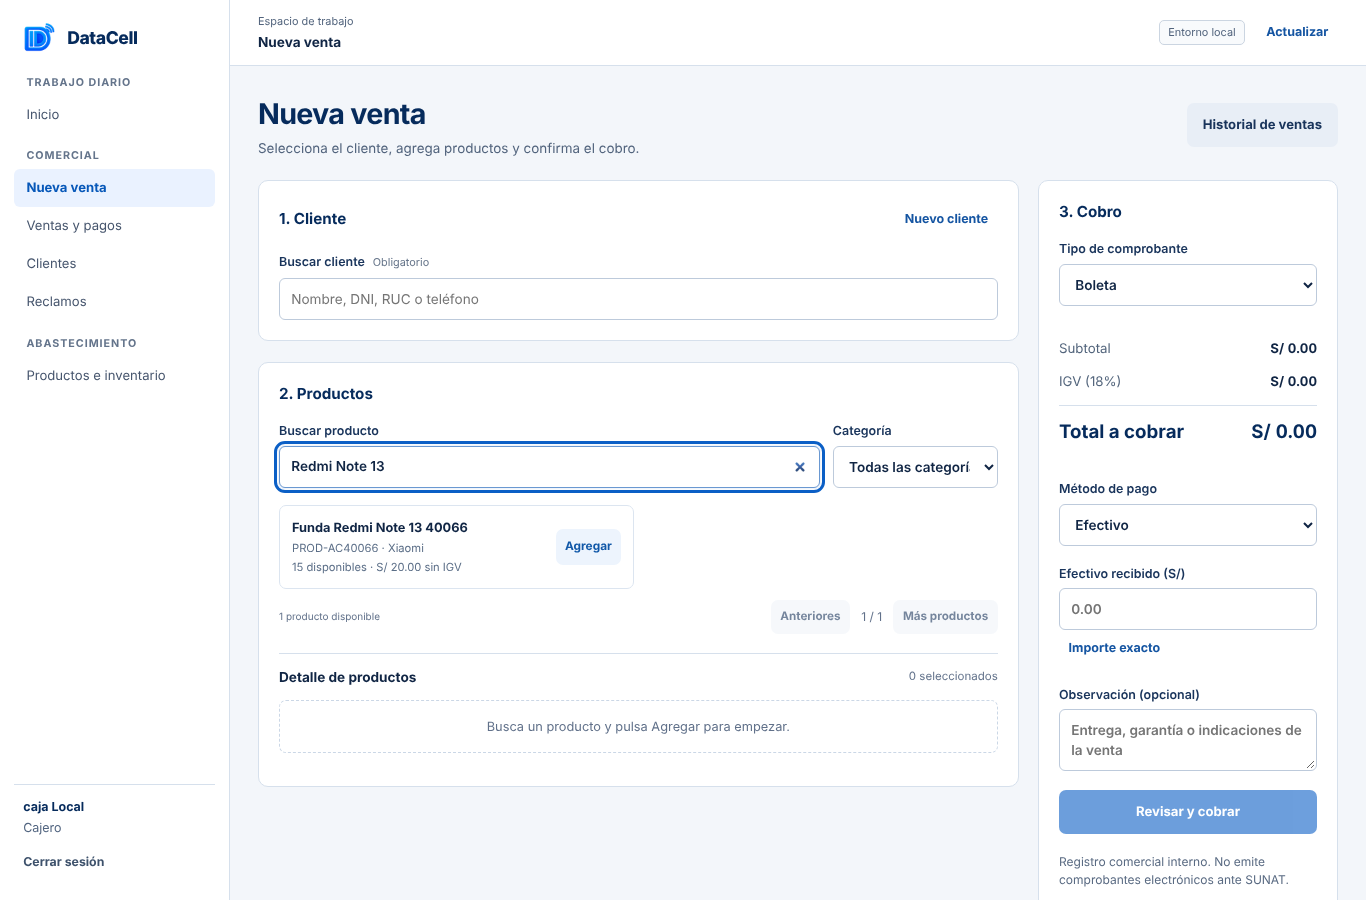 DataCell
TRABAJO DIARIO
Inicio
COMERCIAL
Nueva venta
Ventas y pagos
Clientes
Reclamos
ABASTECIMIENTO
Productos e inventario
caja Local
Cajero
Cerrar sesión
Espacio de trabajo
Nueva venta
Entorno local
Actualizar
Nueva venta
Selecciona el cliente, agrega productos y confirma el cobro.
Historial de ventas
1. Cliente
Nuevo cliente
Buscar cliente Obligatorio
Nombre, DNI, RUC o teléfono
2. Productos
Buscar producto
Categoría
Redmi Note 13
Todas las categorí
Funda Redmi Note 13 40066
PROD-AC40066 · Xiaomi
15 disponibles · S/ 20.00 sin IGV
Agregar
1 producto disponible
Anteriores
1 / 1
Más productos
Detalle de productos
0 seleccionados
Busca un producto y pulsa Agregar para empezar.
3. Cobro
Tipo de comprobante
Boleta
Subtotal S/ 0.00
IGV (18%) S/ 0.00
Total a cobrar S/ 0.00
Método de pago
Efectivo
Efectivo recibido (S/)
0.00
Importe exacto
Observación (opcional)
Entrega, garantía o indicaciones de
la venta
Revisar y cobrar
Registro comercial interno. No emite
comprobantes electrónicos ante SUNAT.